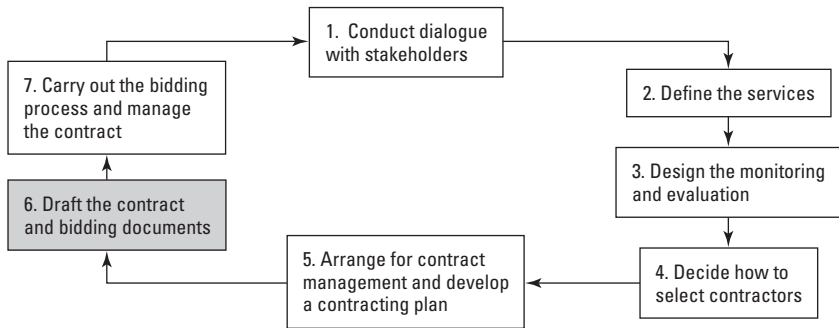 1. Conduct dialogue
with stakeholders
2. Define the services
3. Design the monitoring
and evaluation
4. Decide how to
select contractors
5. Arrange for contract
management and develop
a contracting plan
6. Draft the contract
and bidding documents
7. Carry out the bidding
process and manage
the contract